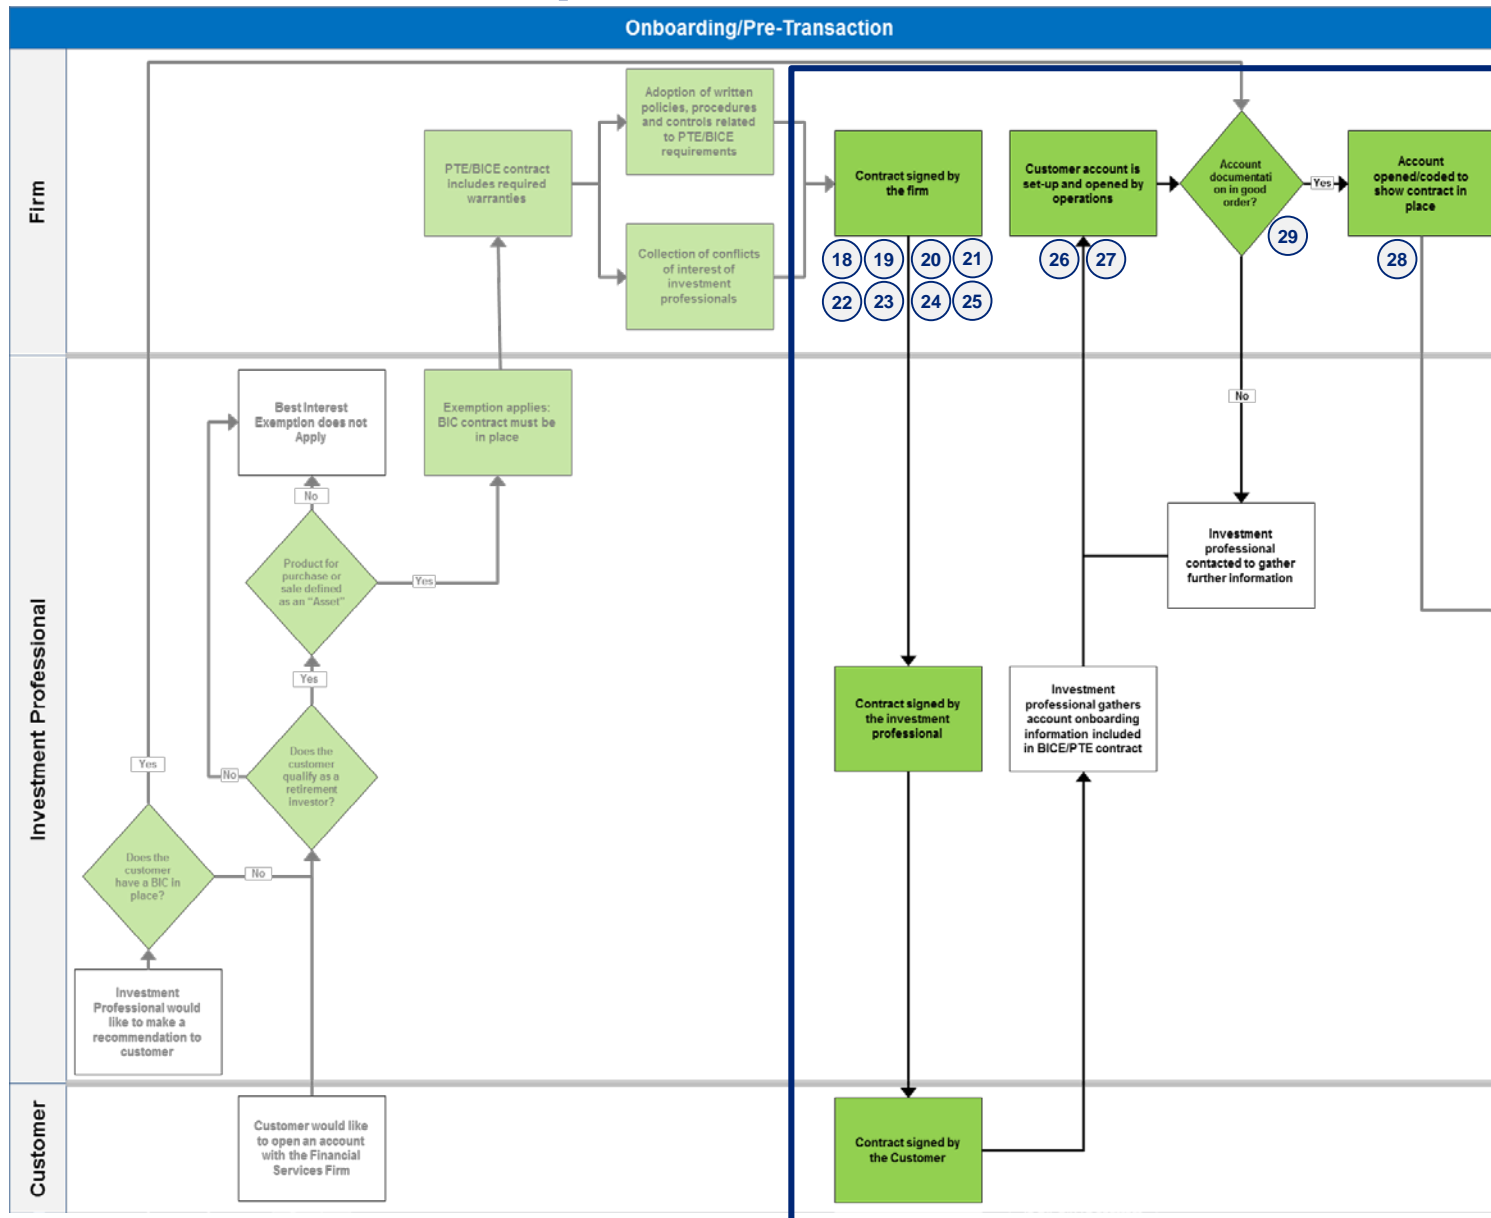 Onboarding/Pre-Transaction
Firm
Adoption of written
policies, procedures
and controls related
to PTE/BICE
requirements
PTE/BICE contract
includes required
warranties
Collection of conflicts
of interest of
investment
professionals
Contract signed by
the firm
18 19 20 21
22 23 24 25
Customer account is
set-up and opened by
operations
26 27
Account
documentati
on in good
order?
29
Yes
Account
opened/coded to
show contract in
place
28
No
Investment Professional
Best Interest
Exemption does not
Apply
Exemption applies:
BIC contract must be
in place
No
Product for
purchase or
sale defined
as an “Asset”
Yes
Yes
Does the
customer
qualify as a
retirement
investor?
No
Yes
Does the
customer
have a BIC in
place?
No
Investment
Professional would
like to make a
recommendation to
customer
Investment
professional
contacted to gather
further information
Contract signed by
the investment
professional
Investment
professional gathers
account onboarding
information included
in BICE/PTE contract
Customer
Customer would like
to open an account
with the Financial
Services Firm
Contract signed by
the Customer